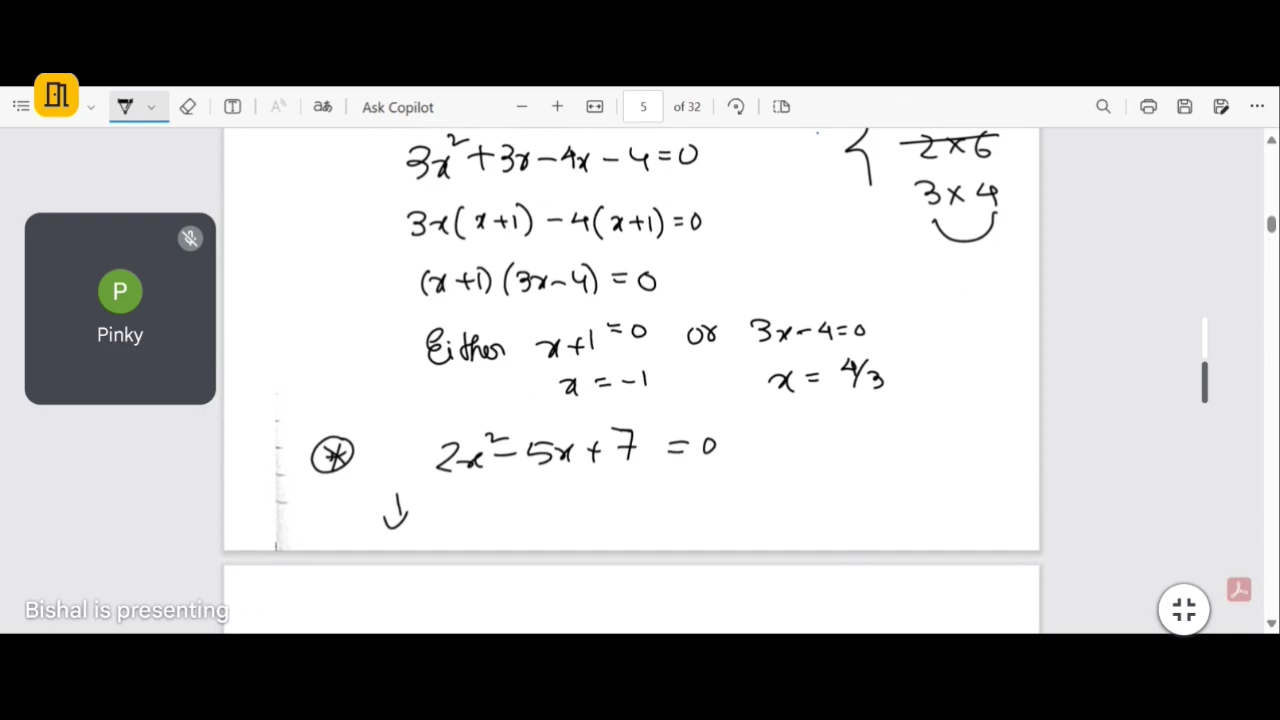 Ask Copilot
5 of 32
3x² + 3x - 4x - 4 = 0
2 x 6
3 x 4
3x(x+1) - 4(x+1) = 0
(x+1)(3x-4) = 0
Either x+1 = 0 or 3x-4=0
x = -1 x = 4/3
P
Pinky
* 2x² - 5x + 7 = 0
Bishal is presenting